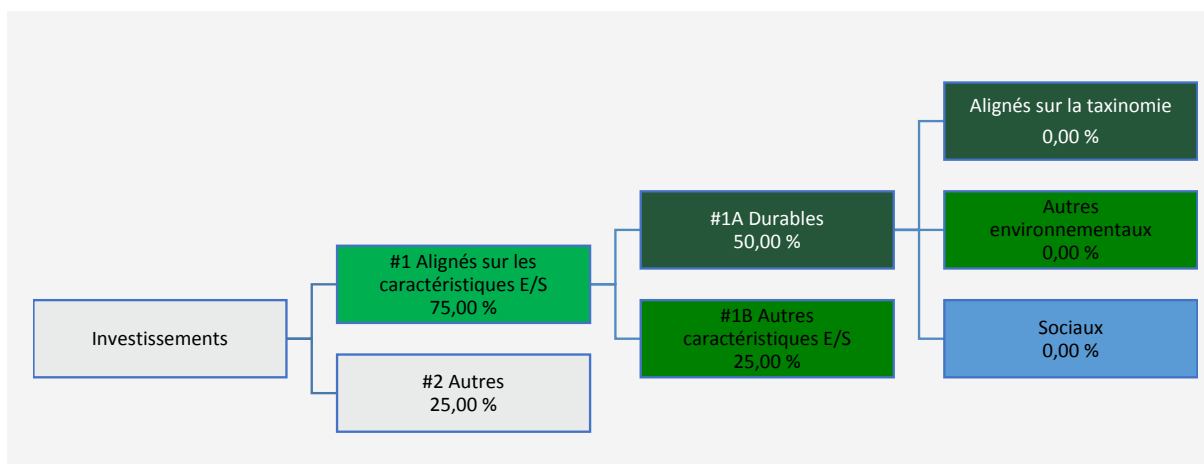 Investissements
#1 Alignés sur les
caractéristiques E/S
75,00 %
#2 Autres
25,00 %
#1A Durables
50,00 %
#1B Autres
caractéristiques E/S
25,00 %
Alignés sur la taxinomie
0,00 %
Autres
environnementaux
0,00 %
Sociaux
0,00 %